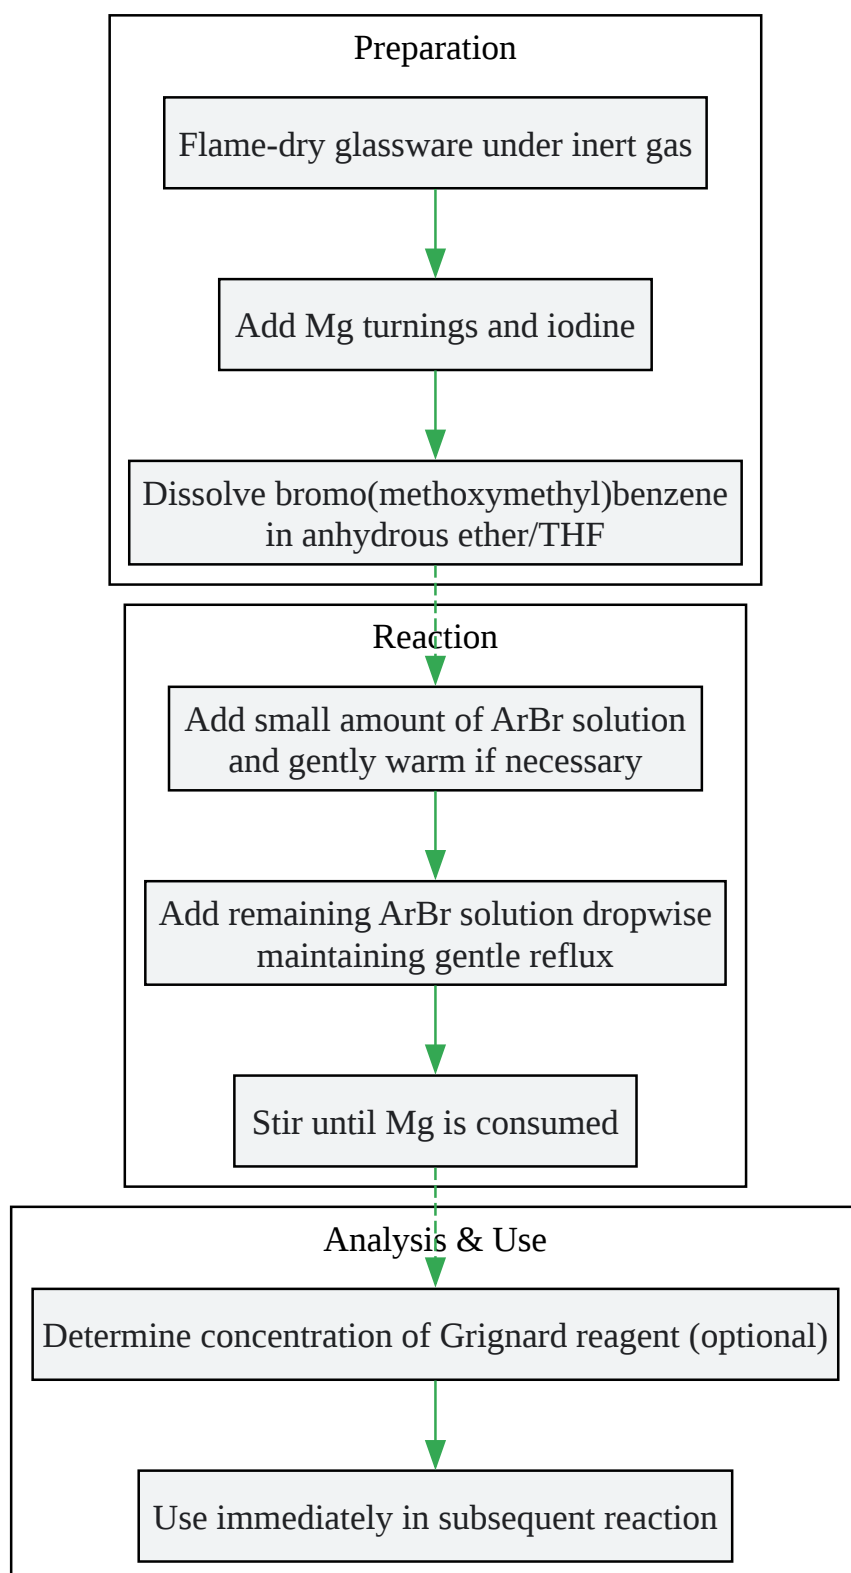 Preparation
Flame-dry glassware under inert gas
Add Mg turnings and iodine
Dissolve bromo(methoxymethyl)benzene
in anhydrous ether/THF
Reaction
Add small amount of ArBr solution
and gently warm if necessary
Add remaining ArBr solution dropwise
maintaining gentle reflux
Stir until Mg is consumed
Analysis & Use
Determine concentration of Grignard reagent (optional)
Use immediately in subsequent reaction